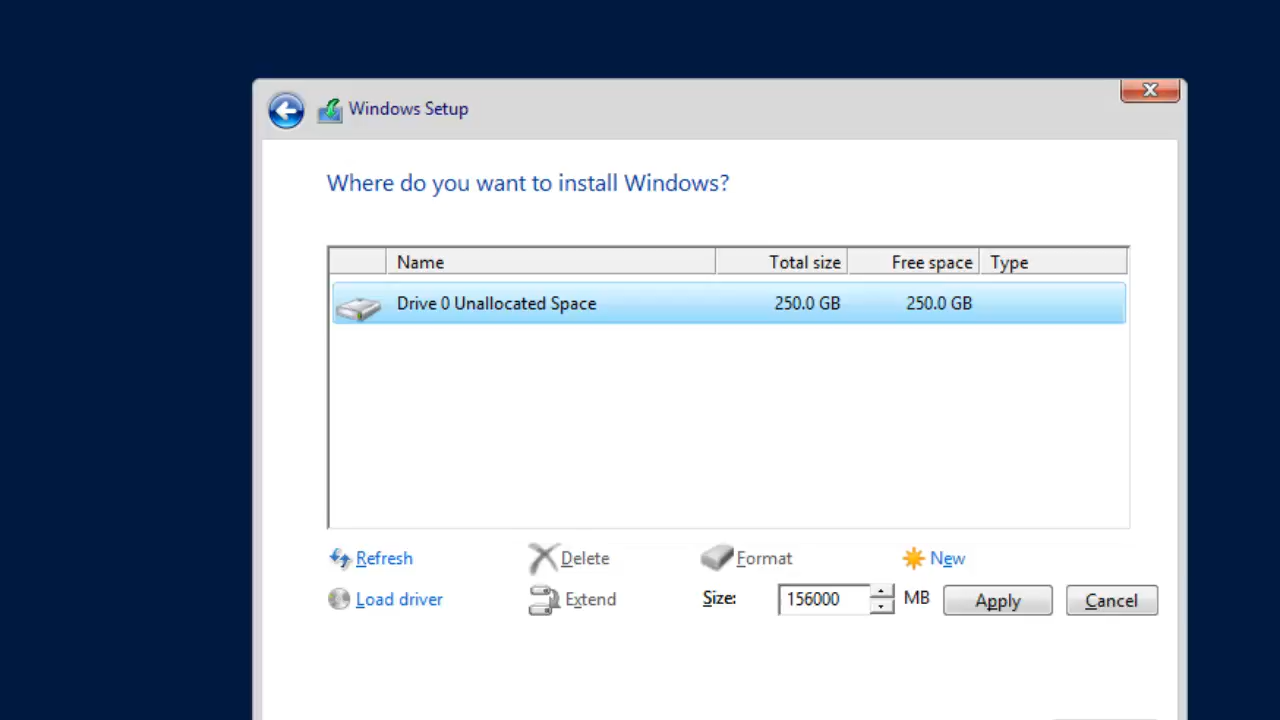 Windows Setup
Where do you want to install Windows?
Name Total size Free space Type
Drive 0 Unallocated Space 250.0 GB 250.0 GB
Refresh Delete Format New
Load driver Extend Size: 156000 MB Apply Cancel